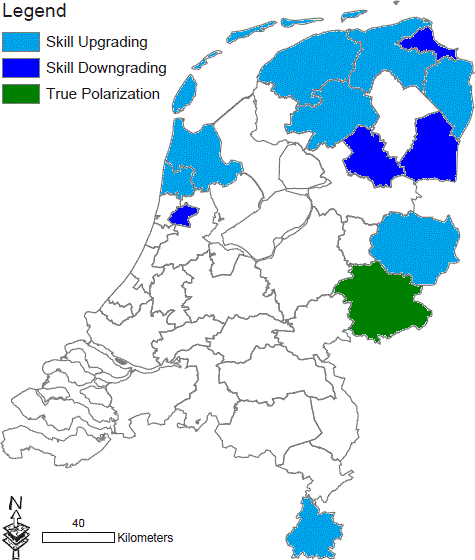 Legend
Skill Upgrading
Skill Downgrading
True Polarization
N
40
Kilometers